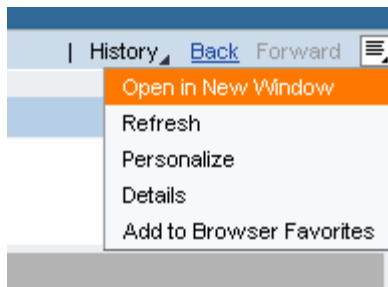 | History Back Forward
Open in New Window
Refresh
Personalize
Details
Add to Browser Favorites